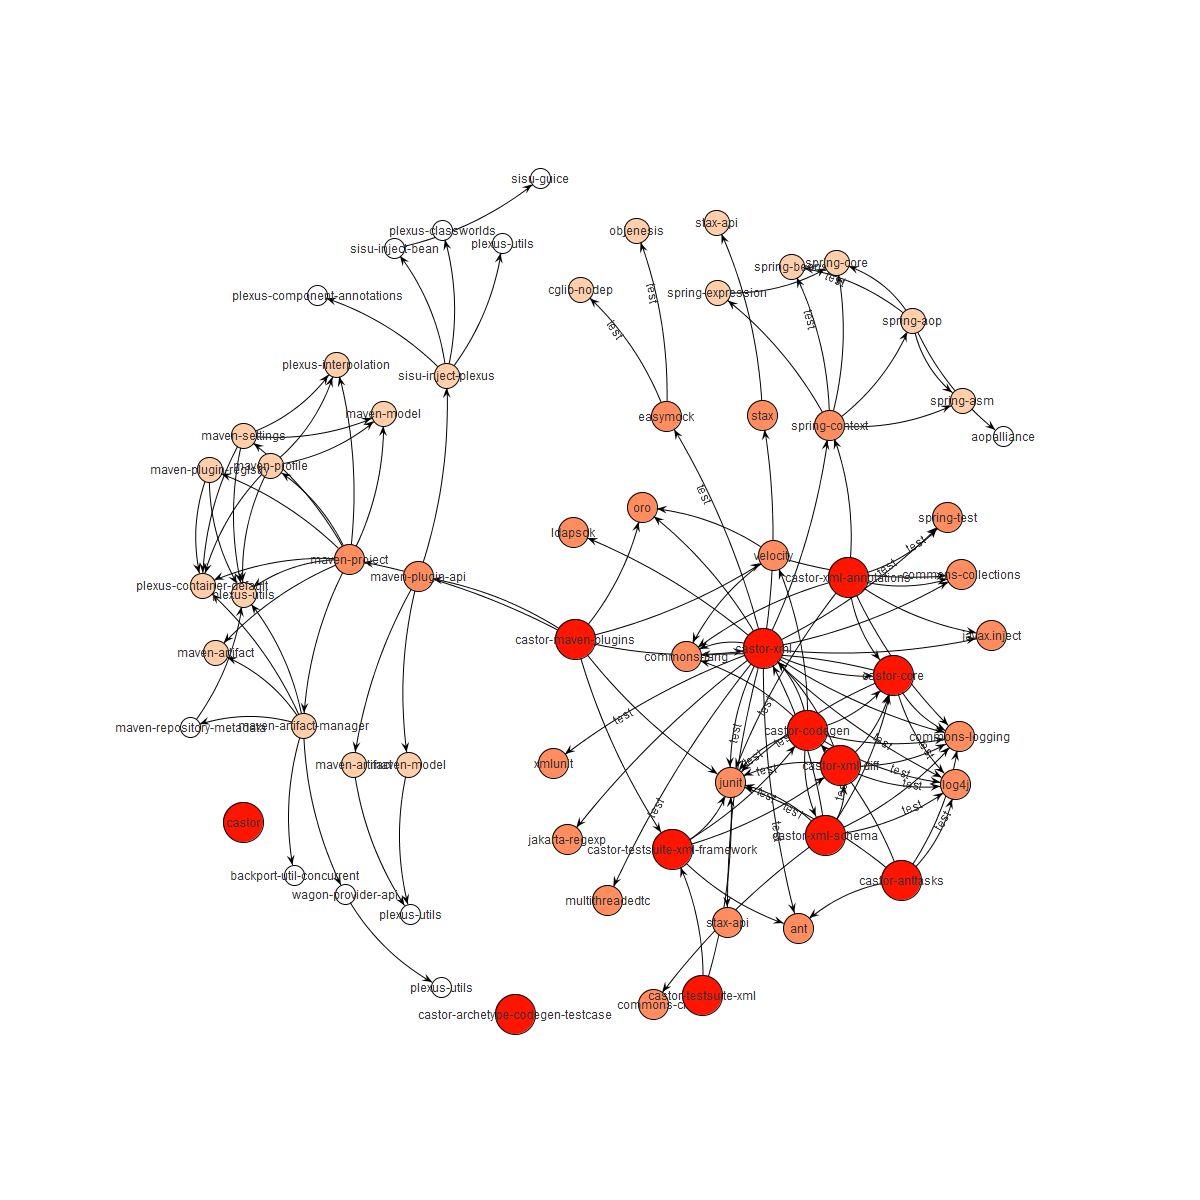 sisu-guice
stax-api
objenesis
plexus-classworlds
sisu-inject-bean
plexus-utils
spring-core
spring-beans
test
cglib-nodep
spring-expression
plexus-component-annotations
test
test
spring-aop
test
plexus-interpolation
sisu-inject-plexus
spring-asm
maven-model
easymock
stax
spring-context
maven-settings
aopalliance
maven-profile
maven-plugin-registry
test
oro
spring-test
ldapsdk
test
velocity
maven-project
test
maven-plugin-api
castor-xml-annotations
commons-collections
plexus-container-default
plexus-utils
castor-maven-plugins
javax.inject
castor-xml
maven-artifact
commons-lang
castor-core
test
test
maven-repository-metadata
maven-artifact-manager
castor-codegen
commons-logging
test
test
test
test
test
xmlunit
maven-artifact
maven-model
castor-xml-diff
test
test
junit
test
log4j
test
test
test
test
test
castor
test
test
jakarta-regexp
castor-testsuite-xml-framework
castor-xml-schema
backport-util-concurrent
castor-anttasks
wagon-provider-api
multithreadedtc
plexus-utils
stax-api
ant
plexus-utils
castor-testsuite-xml
castor-archetype-codegen-testcase